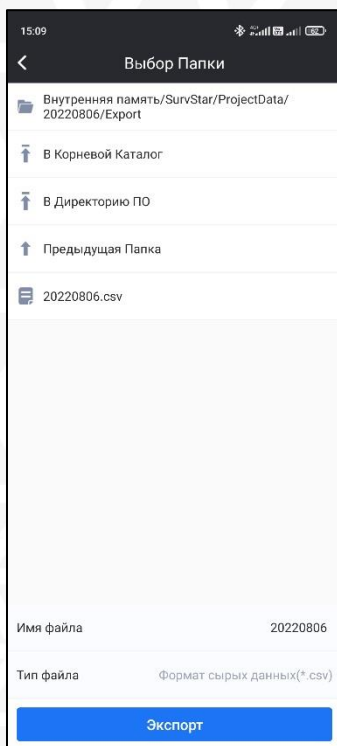 15:09
62
Выбор Папки
Внутренняя память/SurvStar/ProjectData/
20220806/Export
В Корневой Каталог
В Директорию ПО
Предыдущая Папка
20220806.csv
Имя файла 20220806
Тип файла Формат сырых данных(*.csv)
Экспорт